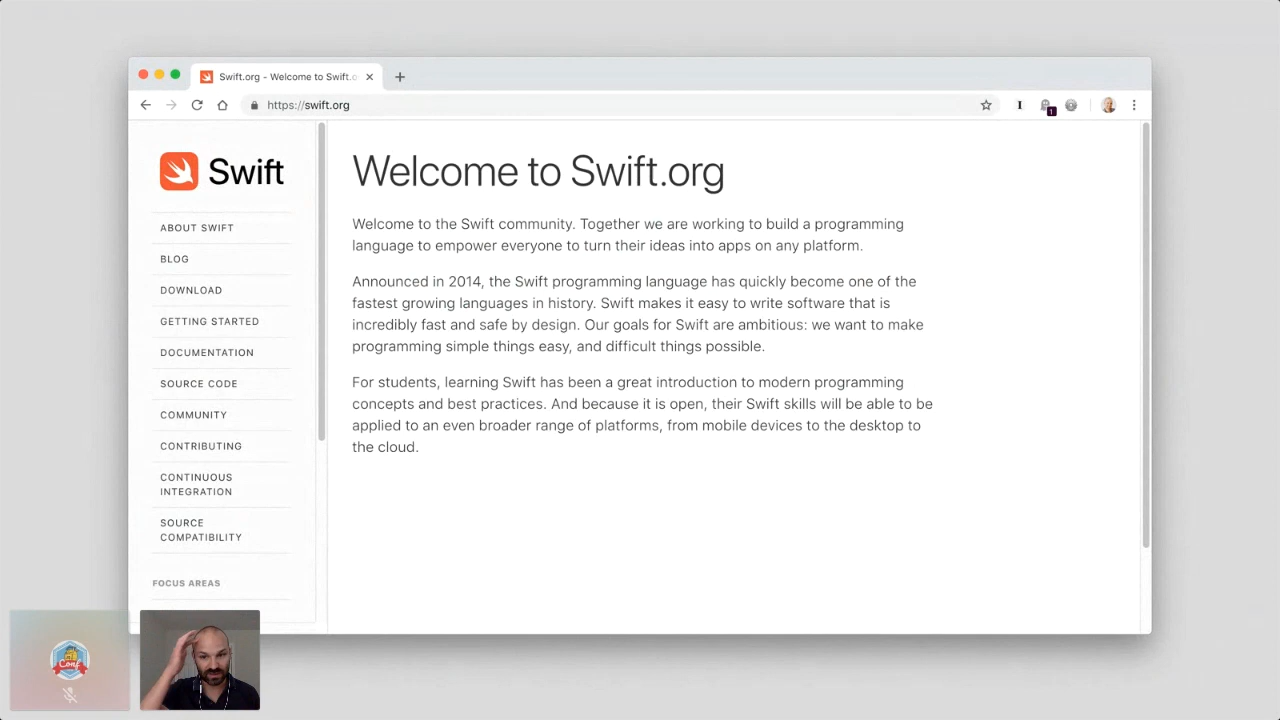 Swift.org - Welcome to Swift.o
https://swift.org
I
1
Swift
ABOUT SWIFT
BLOG
DOWNLOAD
GETTING STARTED
DOCUMENTATION
SOURCE CODE
COMMUNITY
CONTRIBUTING
CONTINUOUS
INTEGRATION
SOURCE
COMPATIBILITY
FOCUS AREAS
Welcome to Swift.org
Welcome to the Swift community. Together we are working to build a programming
language to empower everyone to turn their ideas into apps on any platform.
Announced in 2014, the Swift programming language has quickly become one of the
fastest growing languages in history. Swift makes it easy to write software that is
incredibly fast and safe by design. Our goals for Swift are ambitious: we want to make
programming simple things easy, and difficult things possible.
For students, learning Swift has been a great introduction to modern programming
concepts and best practices. And because it is open, their Swift skills will be able to be
applied to an even broader range of platforms, from mobile devices to the desktop to
the cloud.
Conf